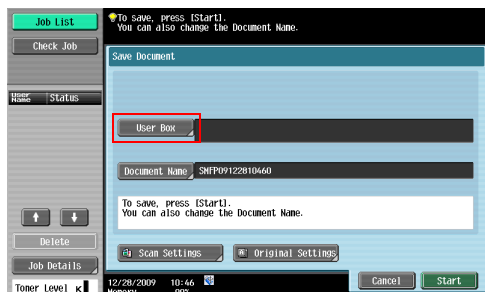 Job List
To save, press [Start].
You can also change the Document Name.
Check Job
Save Document
User Name Status
User Box
Document Name SMFP09122810460
To save, press [Start].
You can also change the Document Name.
Delete
Scan Settings
Original Settings
Job Details
Toner Level K
12/28/2009 10:46
Memory 99%
Cancel
Start